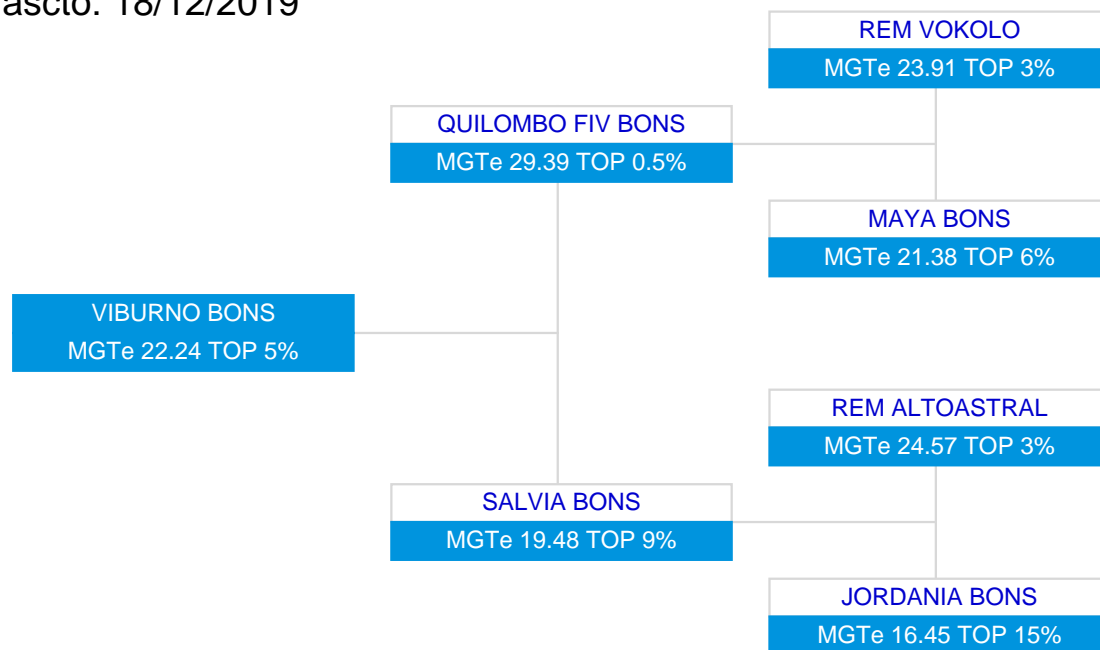 ascto: 18/12/2019
REM VOKOLO
MGTe 23.91 TOP 3%
QUILOMBO FIV BONS
MGTe 29.39 TOP 0.5%
MAYA BONS
MGTe 21.38 TOP 6%
VIBURNO BONS
MGTe 22.24 TOP 5%
REM ALTOASTRAL
MGTe 24.57 TOP 3%
SALVIA BONS
MGTe 19.48 TOP 9%
JORDANIA BONS
MGTe 16.45 TOP 15%